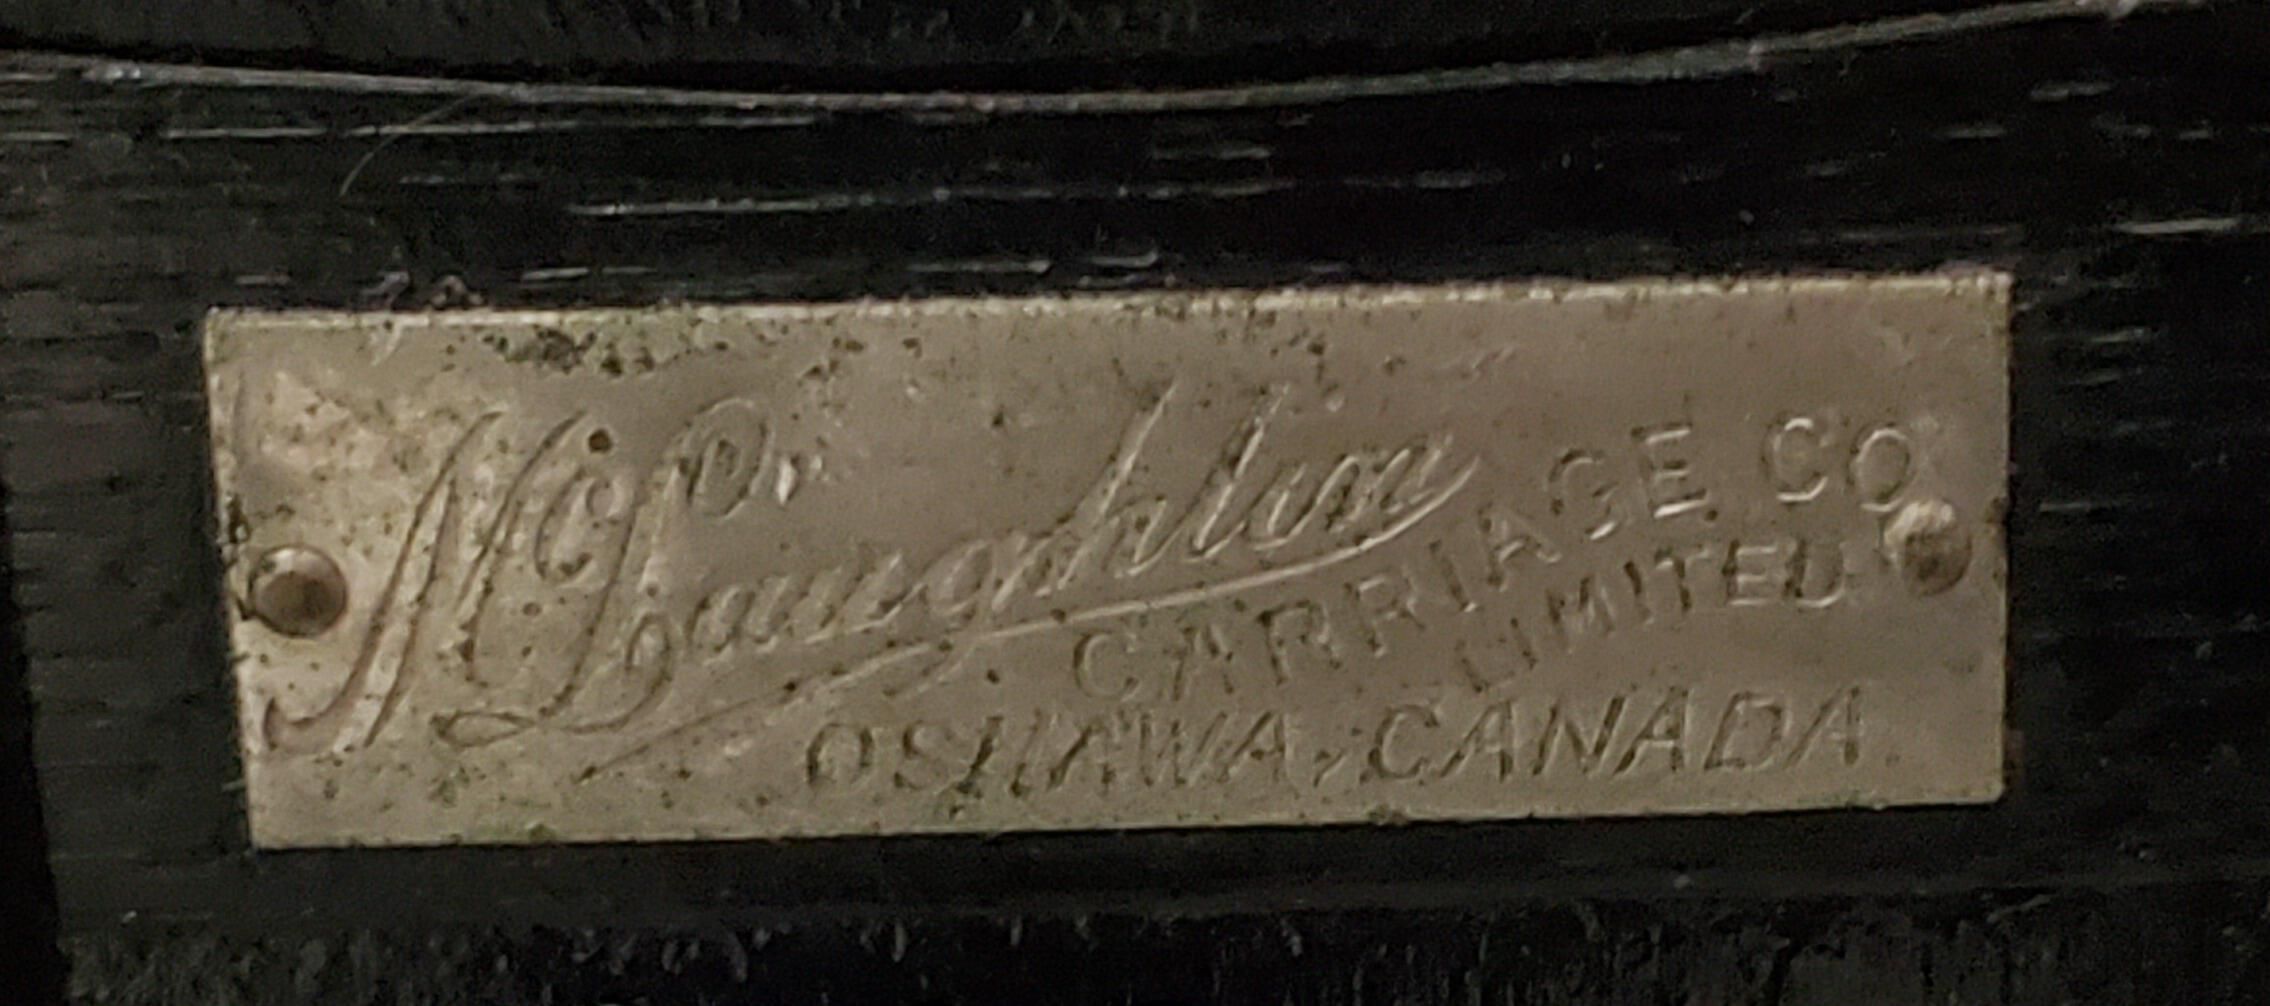 McLaughlin
CARRIAGE CO
LIMITED
OSHAWA, CANADA.